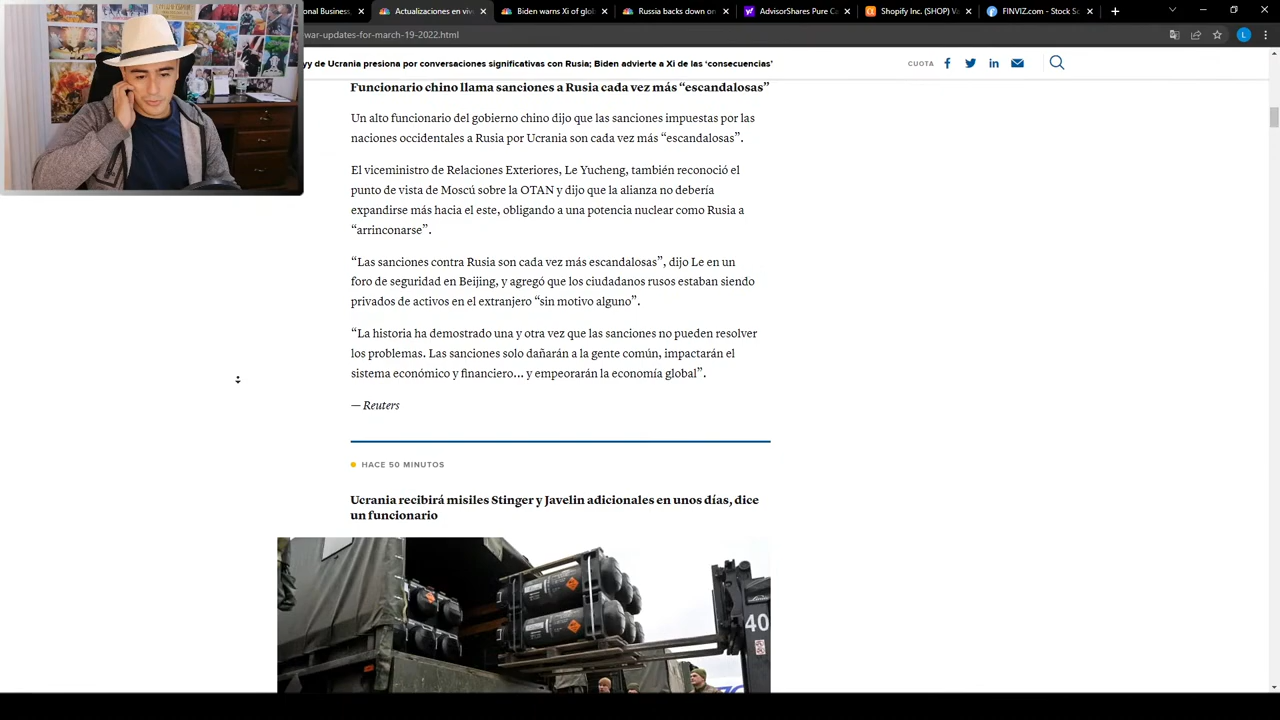 onal Business
Actualizaciones en viv
Biden warns Xi of glob
Russia backs down on
AdvisorShares Pure C
Shopify Inc. (SHOP) Va
FINVIZ.com - Stock Sc
war-updates-for-march-19-2022.html
yy de Ucrania presiona por conversaciones significativas con Rusia; Biden advierte a Xi de las ‘consecuencias’
CUOTA
L
Funcionario chino llama sanciones a Rusia cada vez más “escandalosas”
Un alto funcionario del gobierno chino dijo que las sanciones impuestas por las
naciones occidentales a Rusia por Ucrania son cada vez más “escandalosas”.
El viceministro de Relaciones Exteriores, Le Yucheng, también reconoció el
punto de vista de Moscú sobre la OTAN y dijo que la alianza no debería
expandirse más hacia el este, obligando a una potencia nuclear como Rusia a
“arrinconarse”.
“Las sanciones contra Rusia son cada vez más escandalosas”, dijo Le en un
foro de seguridad en Beijing, y agregó que los ciudadanos rusos estaban siendo
privados de activos en el extranjero “sin motivo alguno”.
“La historia ha demostrado una y otra vez que las sanciones no pueden resolver
los problemas. Las sanciones solo dañarán a la gente común, impactarán el
sistema económico y financiero... y empeorarán la economía global”.
— Reuters
HACE 50 MINUTOS
Ucrania recibirá misiles Stinger y Javelin adicionales en unos días, dice
un funcionario
40